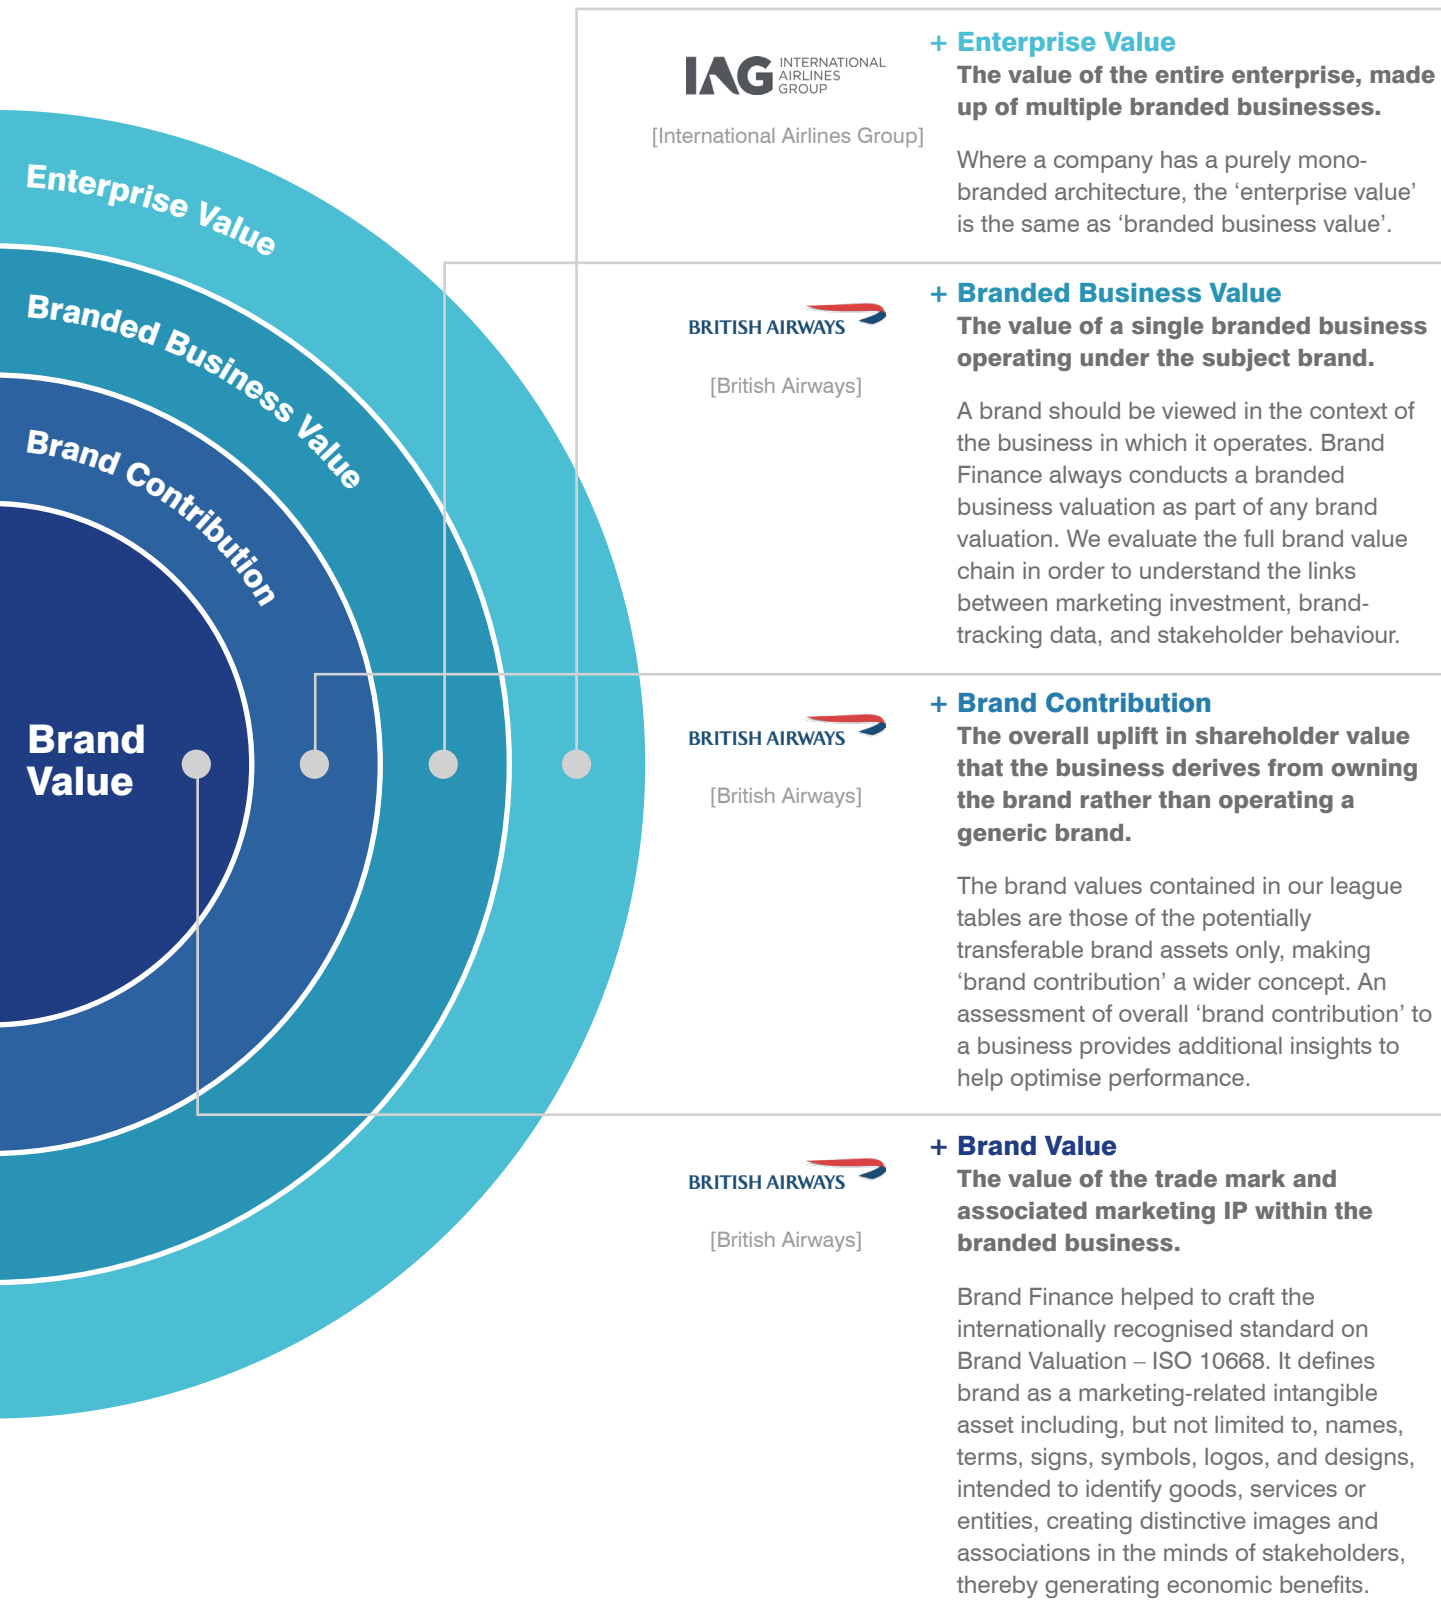 Enterprise Value
Branded Business Value
Brand Contribution
Brand
Value
IAG INTERNATIONAL
AIRLINES
GROUP
[International Airlines Group]
+ Enterprise Value
The value of the entire enterprise, made
up of multiple branded businesses.
Where a company has a purely mono-
branded architecture, the ‘enterprise value’
is the same as ‘branded business value’.
BRITISH AIRWAYS
[British Airways]
+ Branded Business Value
The value of a single branded business
operating under the subject brand.
A brand should be viewed in the context of
the business in which it operates. Brand
Finance always conducts a branded
business valuation as part of any brand
valuation. We evaluate the full brand value
chain in order to understand the links
between marketing investment, brand-
tracking data, and stakeholder behaviour.
BRITISH AIRWAYS
[British Airways]
+ Brand Contribution
The overall uplift in shareholder value
that the business derives from owning
the brand rather than operating a
generic brand.
The brand values contained in our league
tables are those of the potentially
transferable brand assets only, making
‘brand contribution’ a wider concept. An
assessment of overall ‘brand contribution’ to
a business provides additional insights to
help optimise performance.
BRITISH AIRWAYS
[British Airways]
+ Brand Value
The value of the trade mark and
associated marketing IP within the
branded business.
Brand Finance helped to craft the
internationally recognised standard on
Brand Valuation – ISO 10668. It defines
brand as a marketing-related intangible
asset including, but not limited to, names,
terms, signs, symbols, logos, and designs,
intended to identify goods, services or
entities, creating distinctive images and
associations in the minds of stakeholders,
thereby generating economic benefits.